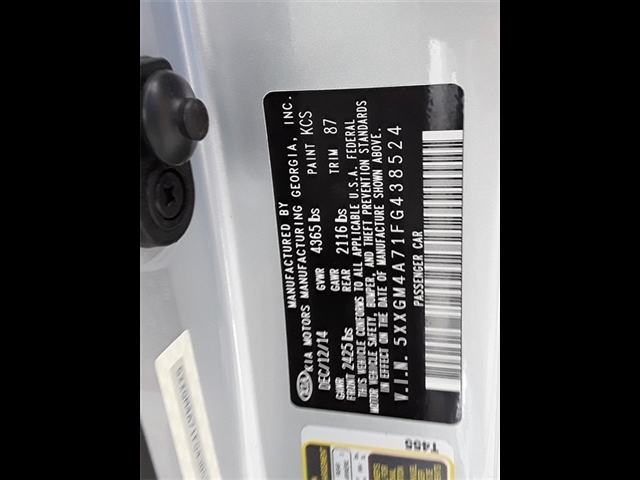 MANUFACTURED BY
KIA MOTORS MANUFACTURING GEORGIA, INC.
DEC/12/14 GVWR 4365 lbs PAINT KCS
GAWR FRONT 2425 lbs GAWR REAR 2116 lbs TRIM 87
THIS VEHICLE CONFORMS TO ALL APPLICABLE U.S.A. FEDERAL
MOTOR VEHICLE SAFETY, BUMPER, AND THEFT PREVENTION STANDARDS
IN EFFECT ON THE DATE OF MANUFACTURE SHOWN ABOVE.
V.I.N. 5XXGM4A71FG438524
PASSENGER CAR
T455